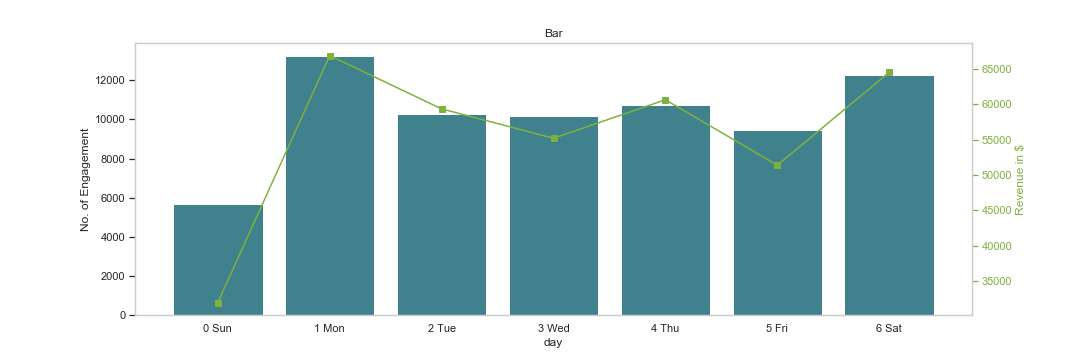 Bar
No. of Engagement
12000
10000
8000
6000
4000
2000
0
65000
60000
55000
50000
45000
40000
35000
Revenue in $
0 Sun 1 Mon 2 Tue 3 Wed 4 Thu 5 Fri 6 Sat
day